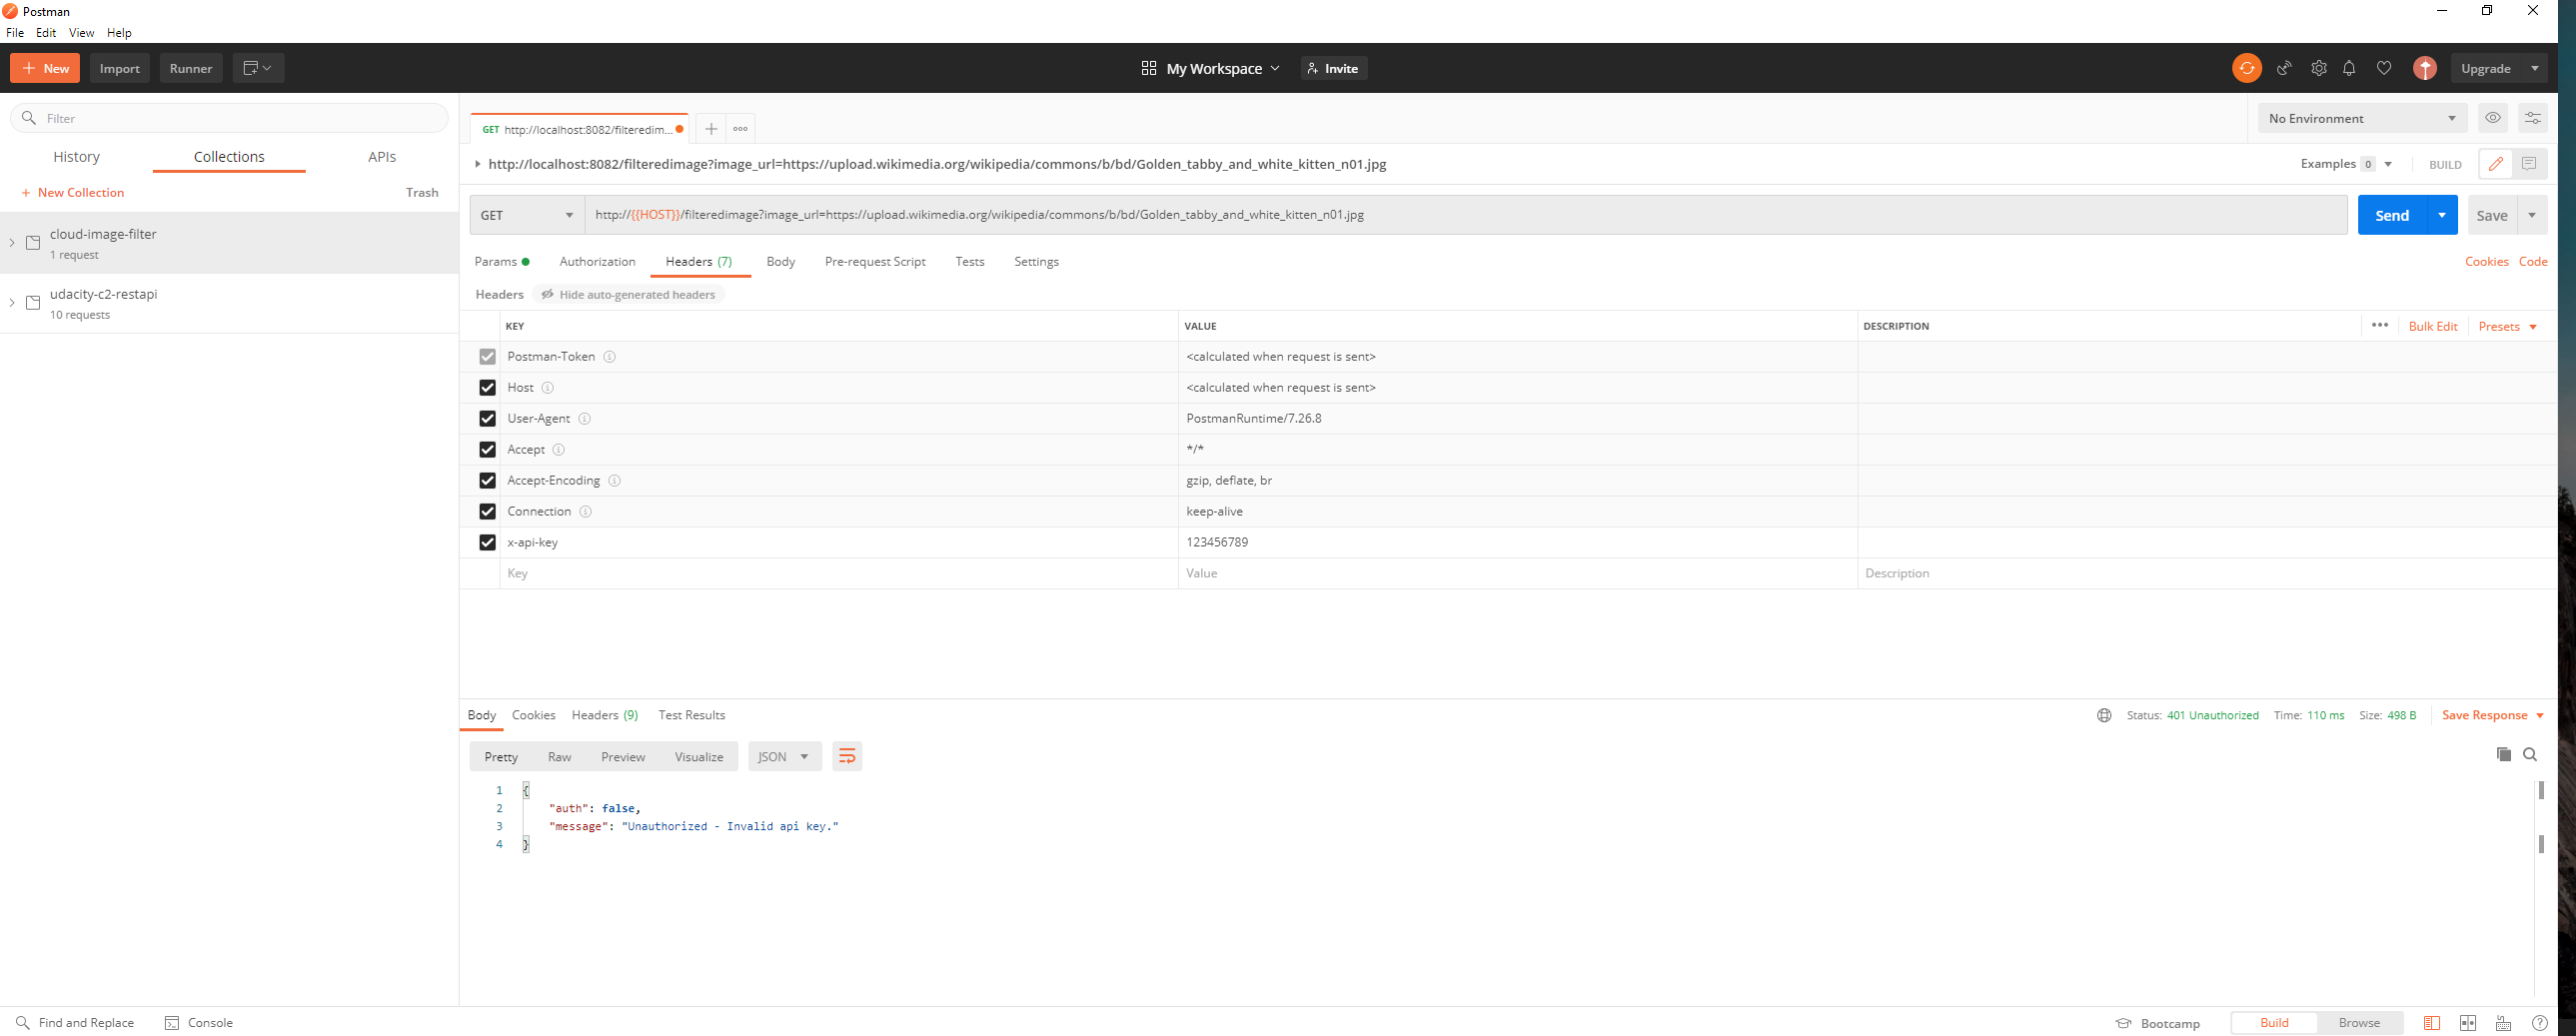 Postman
File Edit View Help
New Import Runner My Workspace Invite Upgrade
Filter
History Collections APIs
New Collection Trash
cloud-image-filter
1 request
udacity-c2-restapi
10 requests
GET http://localhost:8082/filteredim...
No Environment
http://localhost:8082/filteredimage?image_url=https://upload.wikimedia.org/wikipedia/commons/b/bd/Golden_tabby_and_white_kitten_n01.jpg
Examples 0 BUILD
GET http://{{HOST}}/filteredimage?image_url=https://upload.wikimedia.org/wikipedia/commons/b/bd/Golden_tabby_and_white_kitten_n01.jpg Send Save
Params Authorization Headers (7) Body Pre-request Script Tests Settings Cookies Code
Headers Hide auto-generated headers
KEY VALUE DESCRIPTION ••• Bulk Edit Presets
Postman-Token <calculated when request is sent>
Host <calculated when request is sent>
User-Agent PostmanRuntime/7.26.8
Accept */*
Accept-Encoding gzip, deflate, br
Connection keep-alive
x-api-key 123456789
Key Value Description
Body Cookies Headers (9) Test Results Status: 401 Unauthorized Time: 110 ms Size: 498 B Save Response
Pretty Raw Preview Visualize JSON
1 {
2 "auth": false,
3 "message": "Unauthorized - Invalid api key."
4 }
Find and Replace Console Bootcamp Build Browse